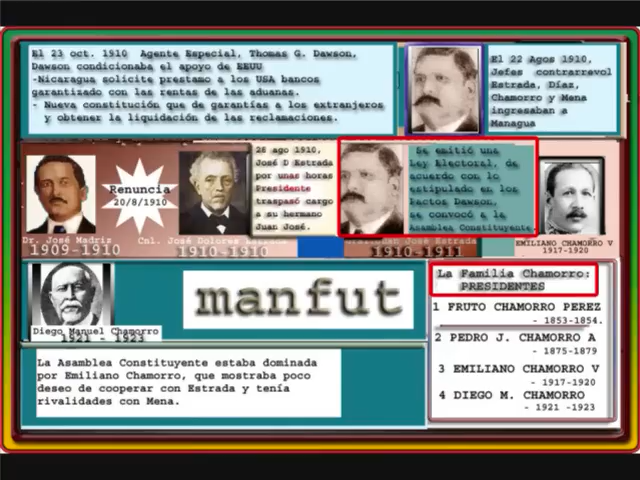 El 23 oct. 1910 Agente Especial, Thomas G. Dawson,
Dawson condicionaba el apoyo de EEUU
-Nicaragua solicite prestamo a los USA bancos
garantizado con las rentas de las aduanas.
- Nueva constitución que de garantías a los extranjeros
y obtener la liquidación de las reclamaciones.
El 22 Agos 1910,
Jefes contrarrevol
Estrada, Díaz,
Chamorro y Mena
ingresaban a
Managua
Renuncia
20/8/1910
Dr. José Madriz
1909-1910
Cnl. José Dolores Estrada
1910-1910
26 ago 1910,
José D Estrada
por unas horas
Presidente
traspasó cargo
a su hermano
Juan José.
Se emitió una
Ley Electoral, de
acuerdo con lo
estipulado en los
Pactos Dawson,
se convocó a la
Asamblea Constituyente
Juan José Estrada
1910-1911
EMILIANO CHAMORRO V
1917-1920
Diego Manuel Chamorro
1921 - 1923
manfut
La Familia Chamorro:
PRESIDENTES
1 FRUTO CHAMORRO PEREZ
- 1853-1854.
2 PEDRO J. CHAMORRO A
- 1875-1879
3 EMILIANO CHAMORRO V
- 1917-1920
4 DIEGO M. CHAMORRO
- 1921 -1923
La Asamblea Constituyente estaba dominada
por Emiliano Chamorro, que mostraba poco
deseo de cooperar con Estrada y tenía
rivalidades con Mena.